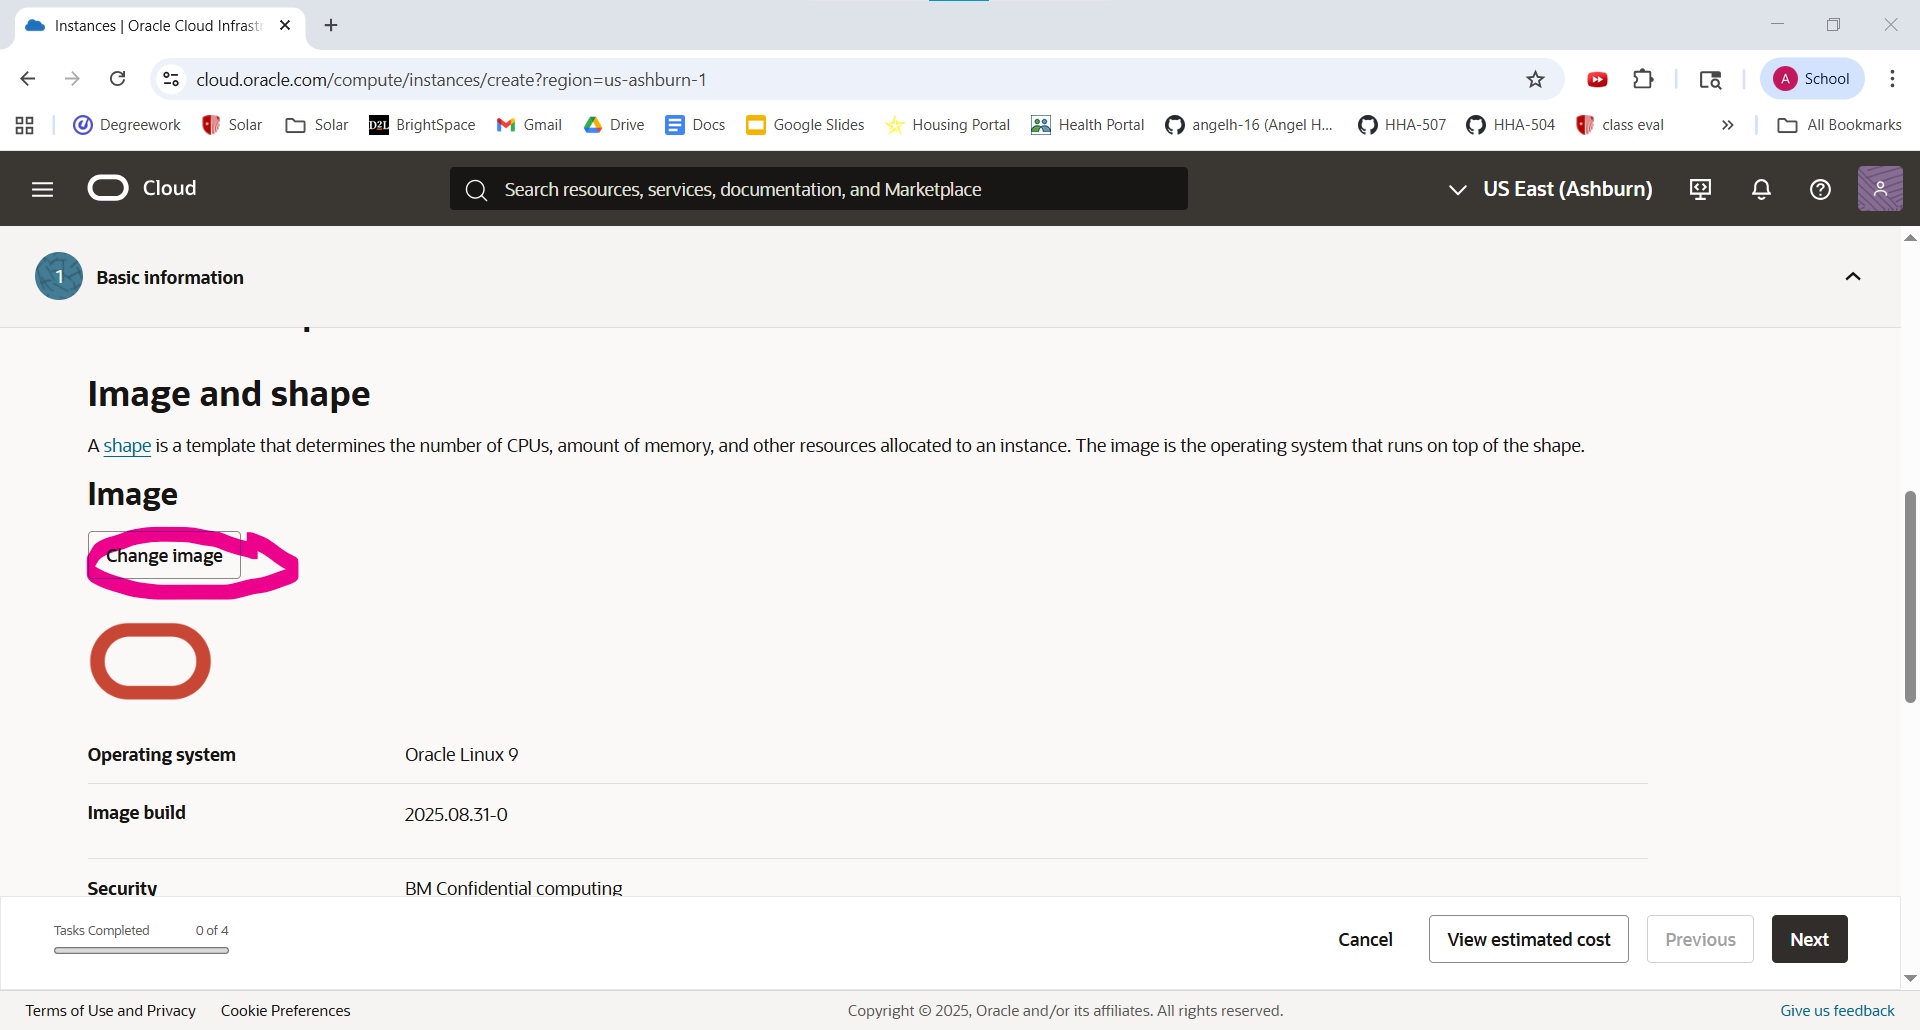 Instances | Oracle Cloud Infrastr
cloud.oracle.com/compute/instances/create?region=us-ashburn-1
A School
Degreework Solar Solar D2L BrightSpace Gmail Drive Docs Google Slides Housing Portal Health Portal angelh-16 (Angel H... HHA-507 HHA-504 class eval » All Bookmarks
Cloud
Search resources, services, documentation, and Marketplace
US East (Ashburn)
1 Basic information
Image and shape
A shape is a template that determines the number of CPUs, amount of memory, and other resources allocated to an instance. The image is the operating system that runs on top of the shape.
Image
Change image
Operating system Oracle Linux 9
Image build 2025.08.31-0
Security BM Confidential computing
Tasks Completed 0 of 4
Cancel View estimated cost Previous Next
Terms of Use and Privacy Cookie Preferences Copyright © 2025, Oracle and/or its affiliates. All rights reserved. Give us feedback